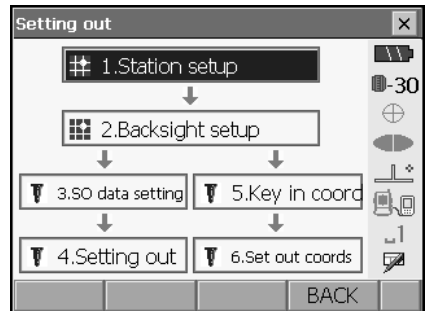 Setting out
1.Station setup
-30
2.Backsight setup
3.SO data setting
5.Key in coord
4.Setting out
6.Set out coords
1
BACK